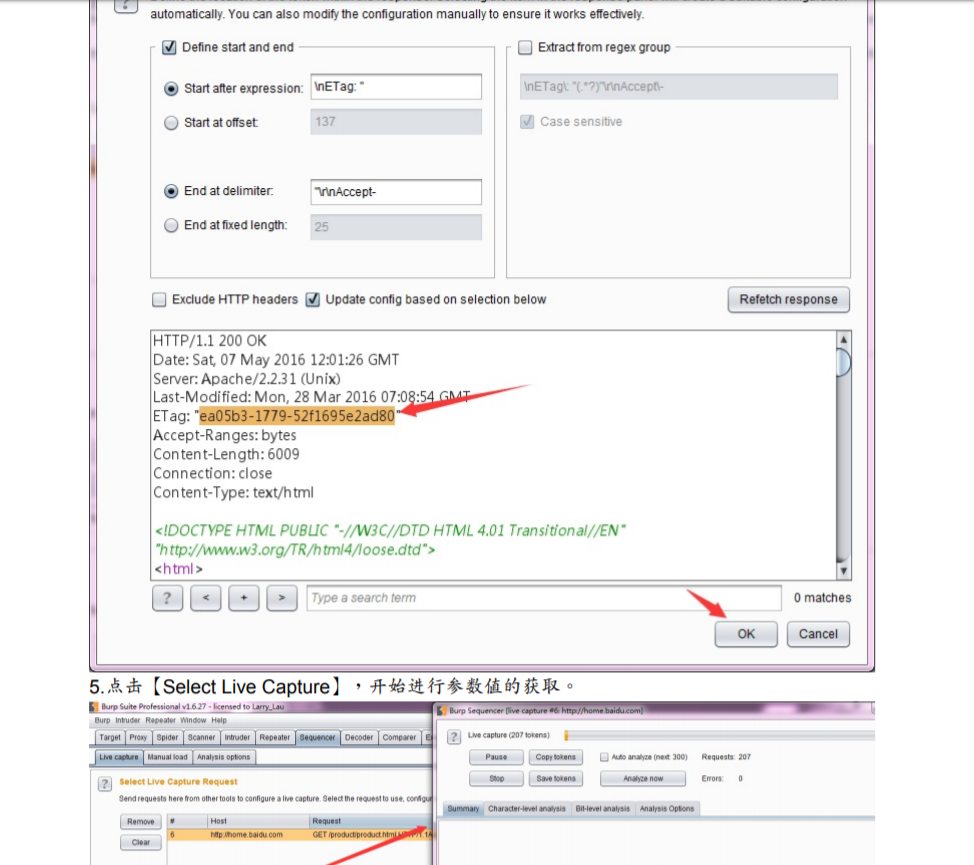 automatically. You can also modify the configuration manually to ensure it works effectively.
Define start and end
Extract from regex group
Start after expression: \nETag: "
\nETag\: "(.*?)"\r\nAccept\-
Start at offset: 137
Case sensitive
End at delimiter: "\r\nAccept-
End at fixed length: 25
Exclude HTTP headers Update config based on selection below Refetch response
HTTP/1.1 200 OK
Date: Sat, 07 May 2016 12:01:26 GMT
Server: Apache/2.2.31 (Unix)
Last-Modified: Mon, 28 Mar 2016 07:08:54 GMT
ETag: "ea05b3-1779-52f1695e2ad80"
Accept-Ranges: bytes
Content-Length: 6009
Connection: close
Content-Type: text/html
<!DOCTYPE HTML PUBLIC "-//W3C//DTD HTML 4.01 Transitional//EN"
"http://www.w3.org/TR/html4/loose.dtd">
<html>
? < + > Type a search term 0 matches
OK Cancel
5.点击【Select Live Capture】，开始进行参数值的获取。
Burp Suite Professional v1.6.27 - licensed to Larry_Lau
Burp Intruder Repeater Window Help
Target Proxy Spider Scanner Intruder Repeater Sequencer Decoder Comparer
Live capture Manual load Analysis options
? Select Live Capture Request
Send requests here from other tools to configure a live capture. Select the request to use, configur
Remove # Host Request
6 http://home.baidu.com GET /product/product.html HTTP/1.1
Clear
Burp Sequencer [live capture #6: http://home.baidu.com]
? Live capture (207 tokens)
Pause Copy tokens Auto analyze (next 300) Requests: 207
Stop Save tokens Analyze now Errors: 0
Summary Character-level analysis Bit-level analysis Analysis Options